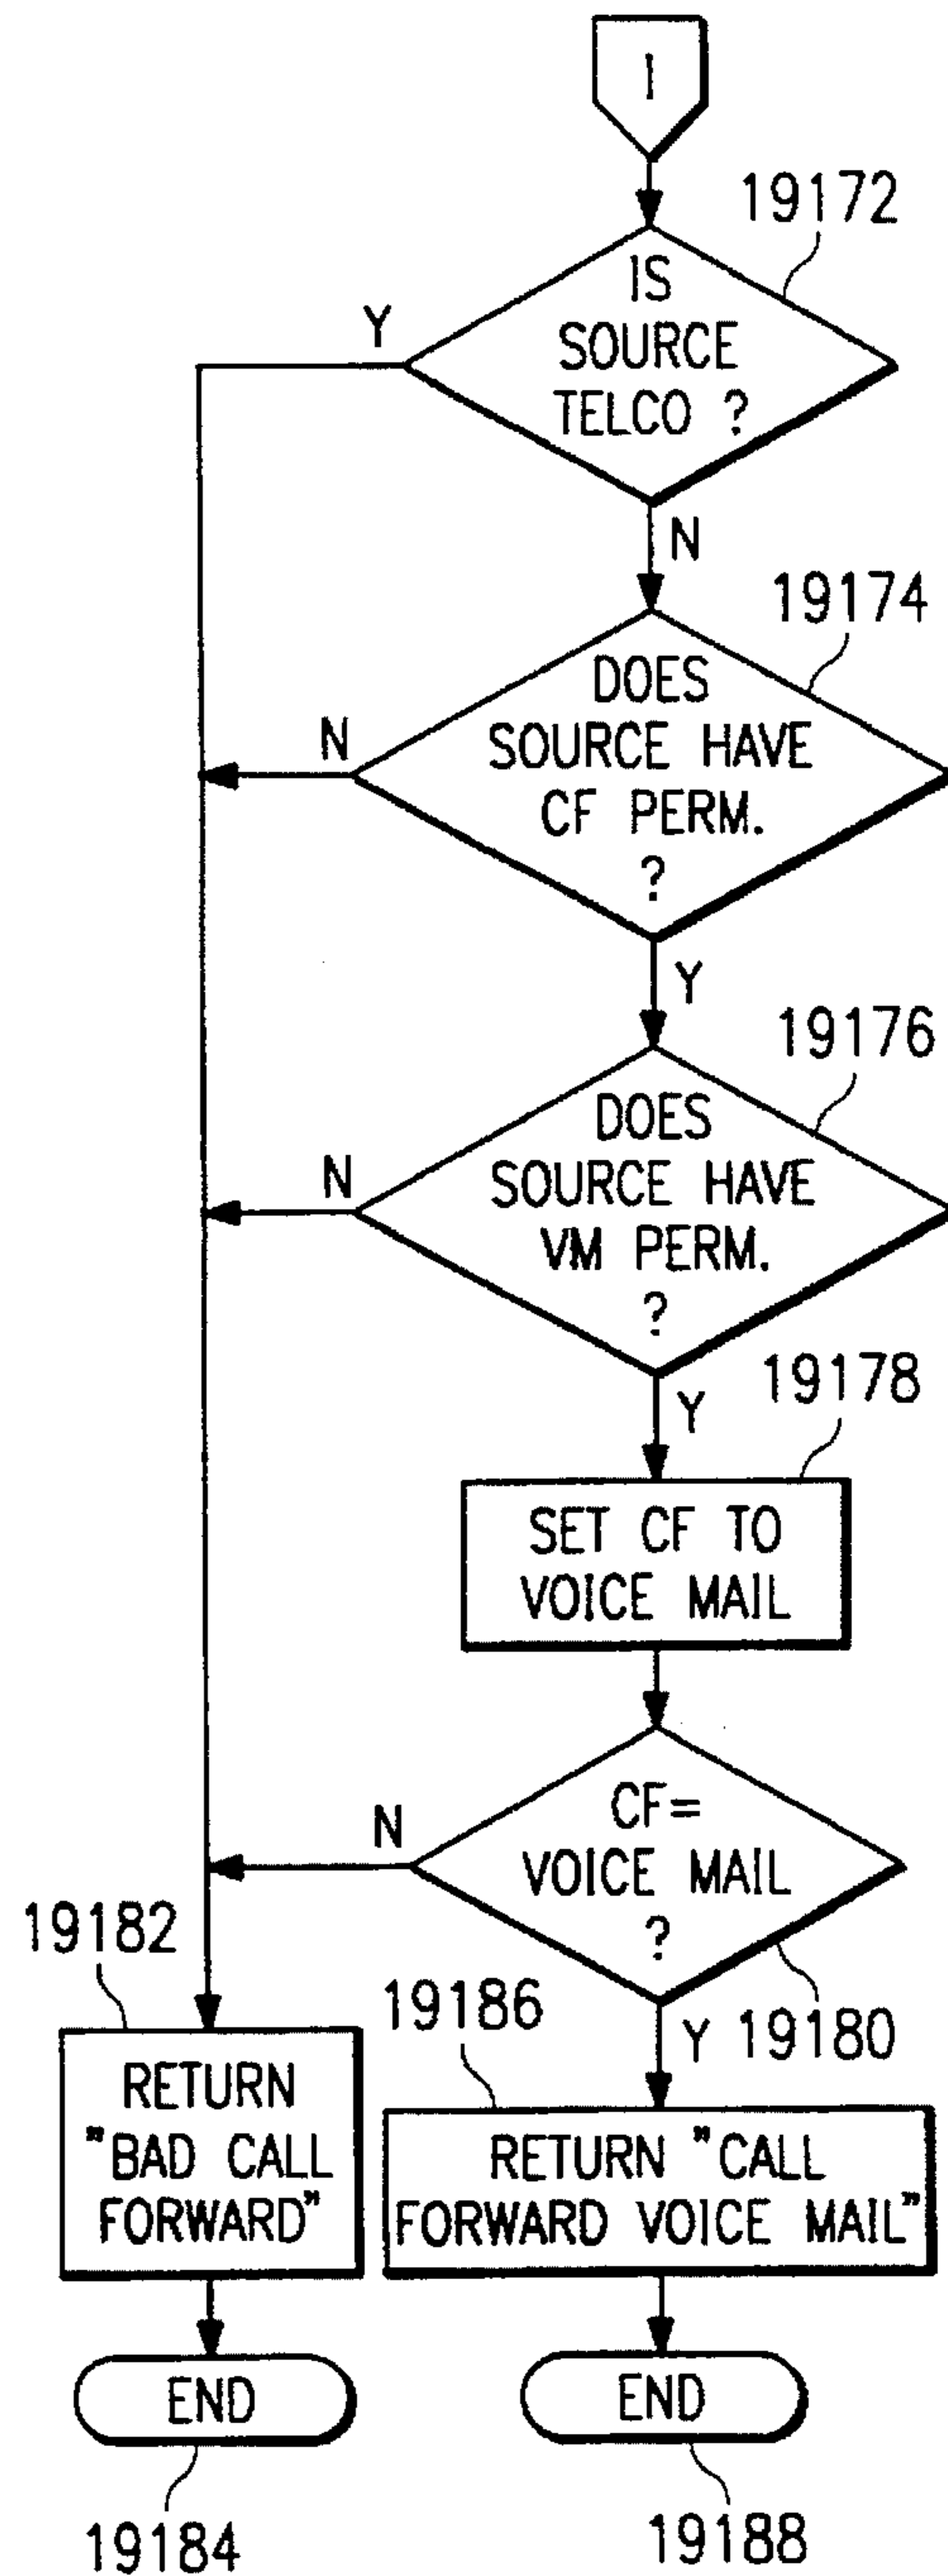 I
19172
IS
SOURCE
TELCO ?
Y
N
19174
DOES
SOURCE HAVE
CF PERM.
?
N
Y
19176
DOES
SOURCE HAVE
VM PERM.
?
N
Y
19178
SET CF TO
VOICE MAIL
CF=
VOICE MAIL
?
N
Y
19180
19182
RETURN
"BAD CALL
FORWARD"
19186
RETURN "CALL
FORWARD VOICE MAIL"
END
END
19184
19188